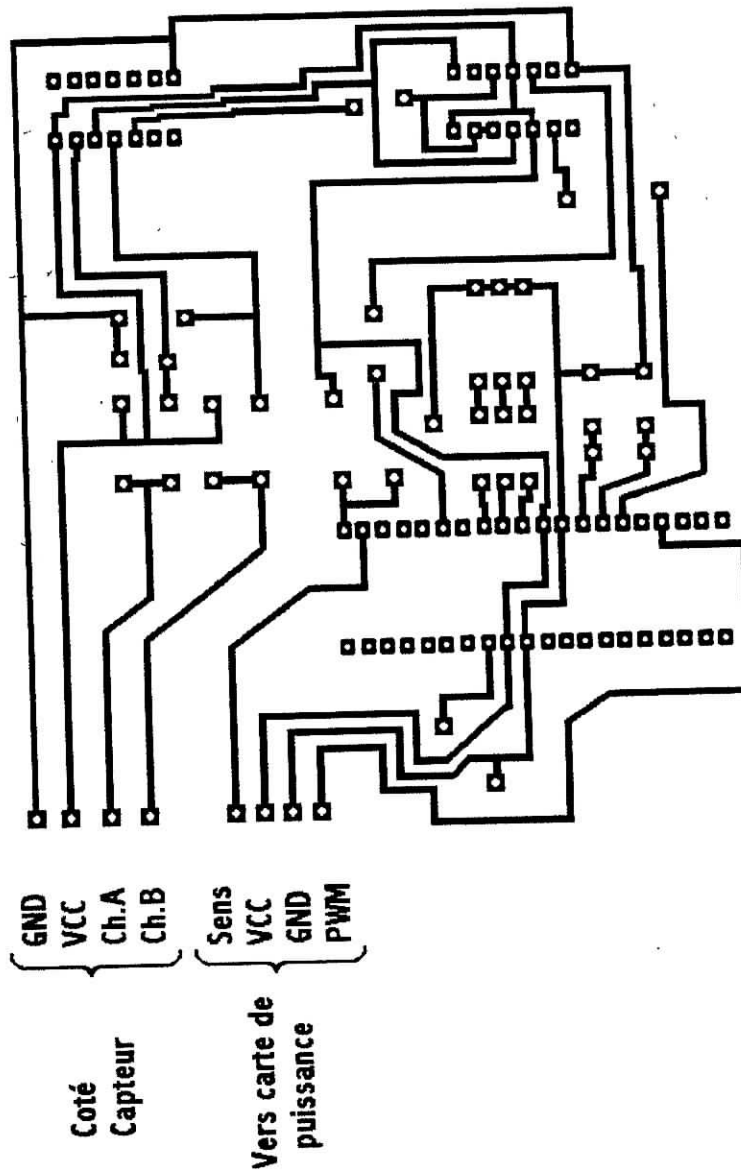 Coté
Capteur
GND
VCC
Ch.A
Ch.B
Vers carte de
puissance
Sens
VCC
GND
PWM